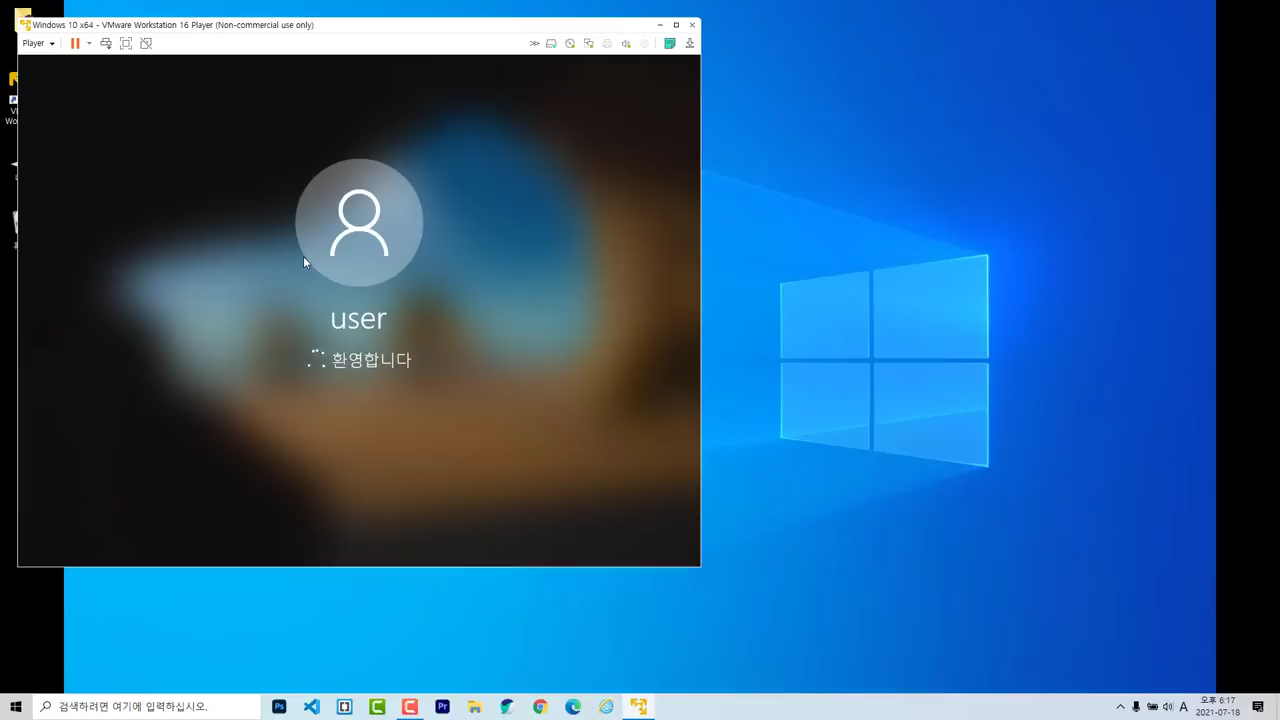 Windows 10 x64 - VMware Workstation 16 Player (Non-commercial use only)
Player
user
환영합니다
검색하려면 여기에 입력하십시오.
Ps
Pr
A
오후 6:17
2021-07-18